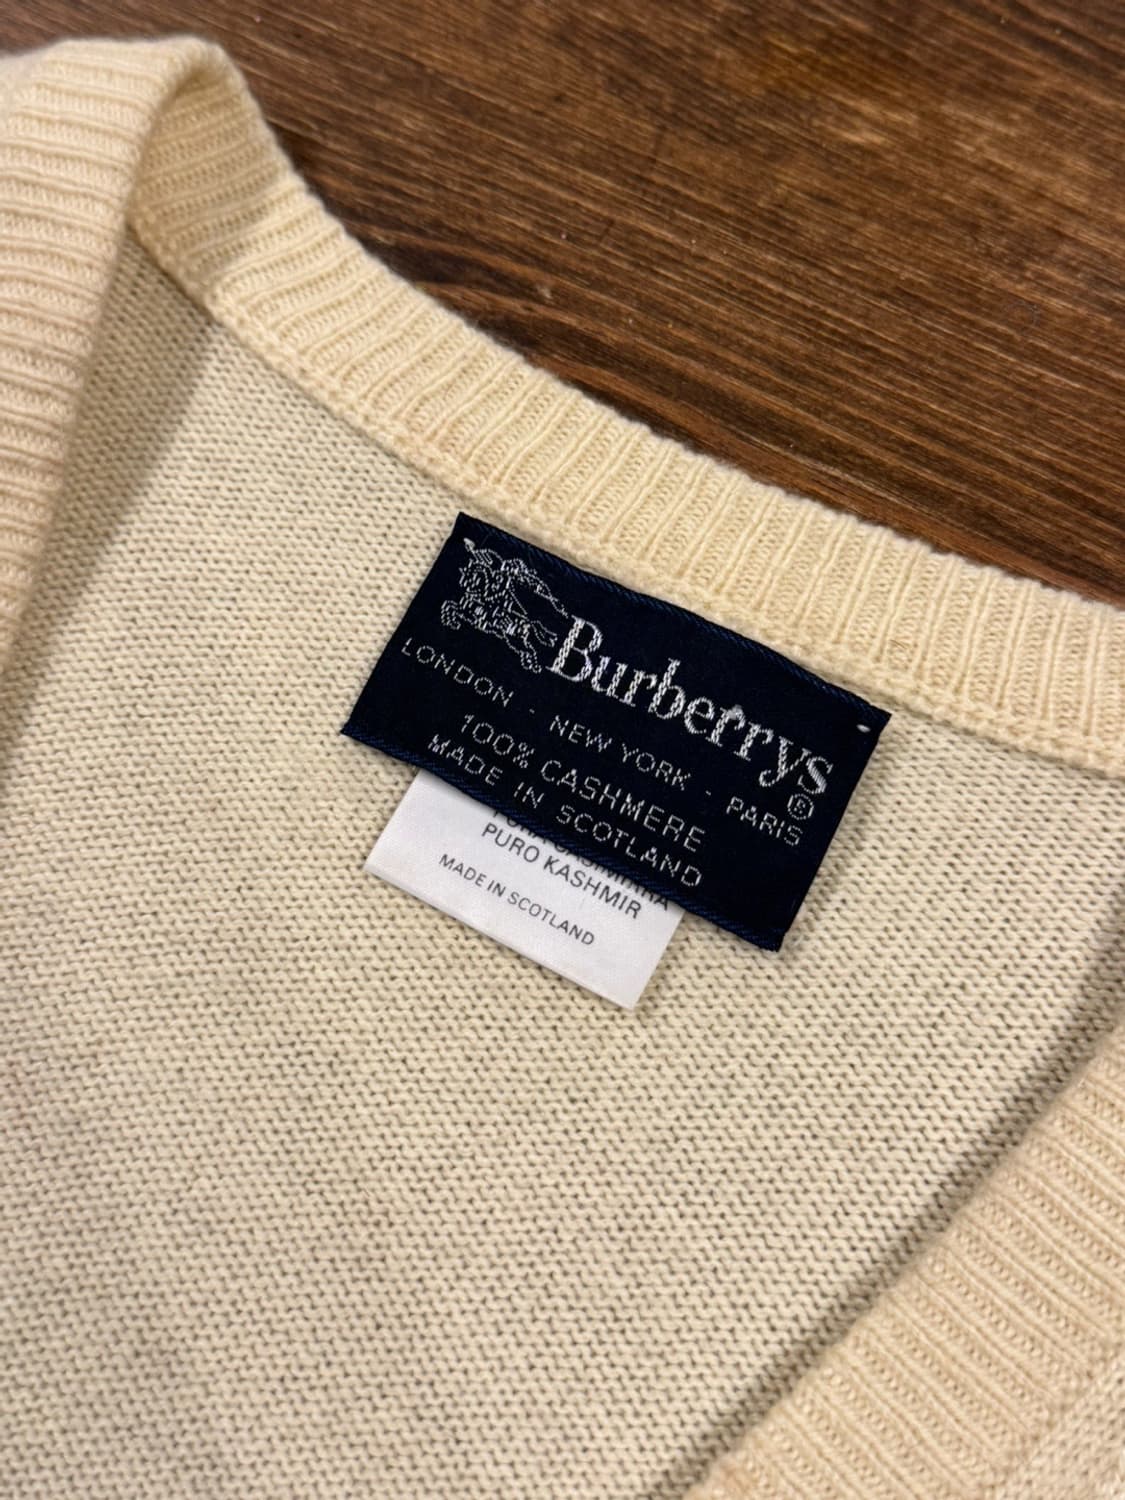 Burberrys®
LONDON - NEW YORK - PARIS
100% CASHMERE
MADE IN SCOTLAND
PURO KASHMIR
MADE IN SCOTLAND